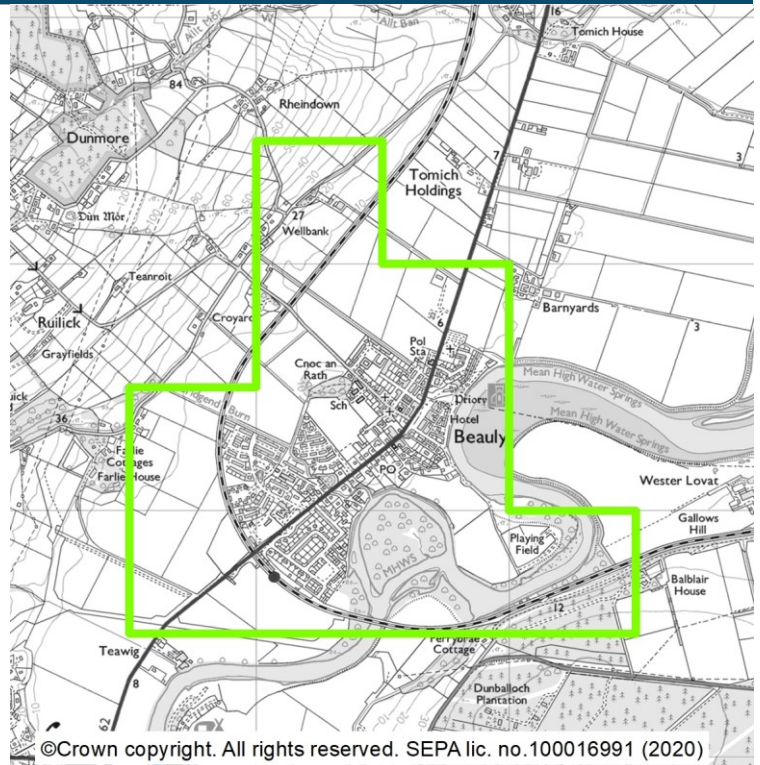 16
Allt Ban
Allt Mór
Tomich House
84
Rheindown
Dunmore
7
Tomich
Holdings
3
27
Wellbank
Dùn Mór
Teanroit
Croyard
Barnyards
6
3
Ruilick
Pol
Sta
Grayfields
Cnoc an
Rath
Mean High Water Springs
Sch
Priory
36
Hotel
Mean High Water Springs
Beauly
Farlie
Cottages
Farlie House
PO
Wester Lovat
Gallows
Hill
MHWS
Playing
Field
Balblair
House
12
Teawig
Ferrybrae
Cottage
8
Dunballoch
Plantation
62
©Crown copyright. All rights reserved. SEPA lic. no.100016991 (2020)